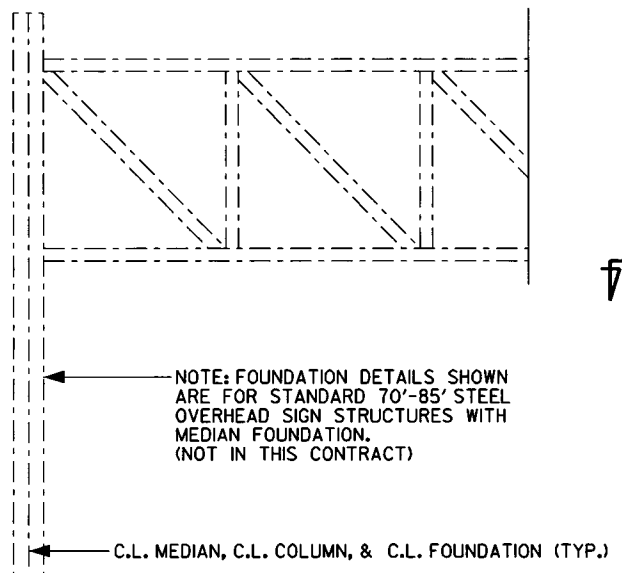 NOTE: FOUNDATION DETAILS SHOWN
ARE FOR STANDARD 70'-85' STEEL
OVERHEAD SIGN STRUCTURES WITH
MEDIAN FOUNDATION.
(NOT IN THIS CONTRACT)
C.L. MEDIAN, C.L. COLUMN, & C.L. FOUNDATION (TYP.)